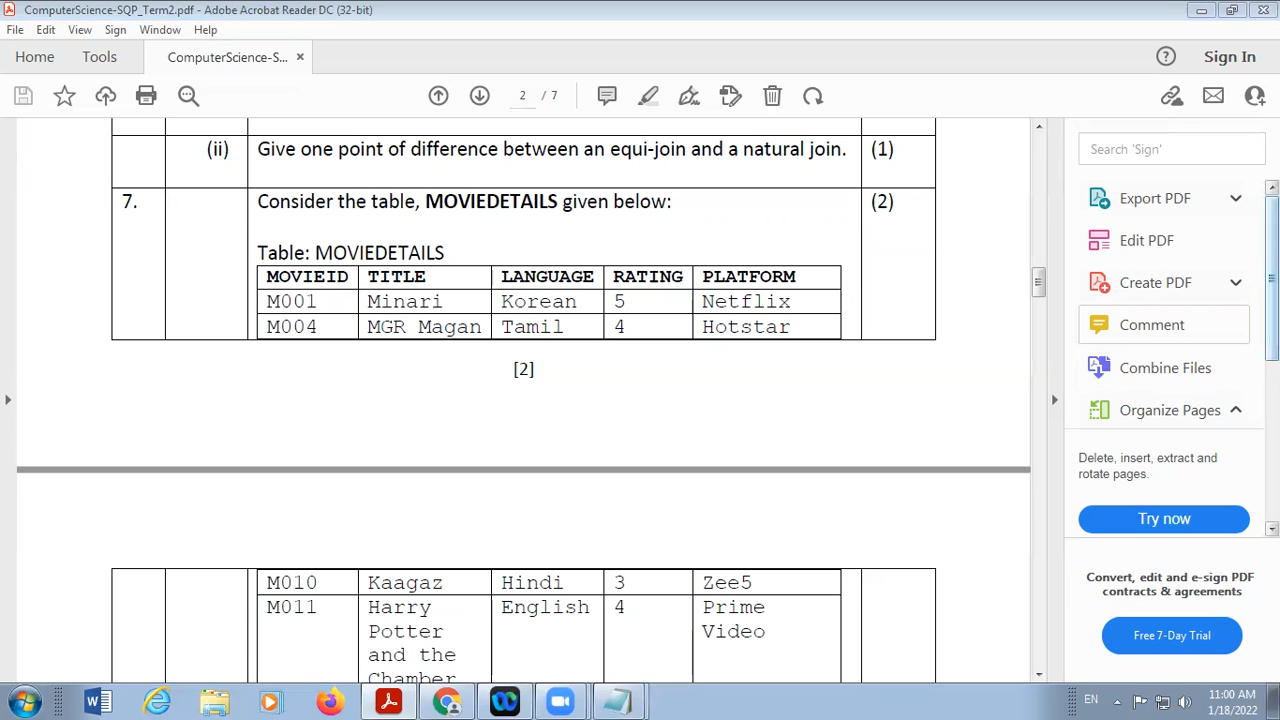 ComputerScience-SQP_Term2.pdf - Adobe Acrobat Reader DC (32-bit)
File Edit View Sign Window Help
Home Tools ComputerScience-S... × Sign In
2 / 7
(ii) Give one point of difference between an equi-join and a natural join. (1)
7. Consider the table, MOVIEDETAILS given below: (2)
Table: MOVIEDETAILS
MOVIEID TITLE LANGUAGE RATING PLATFORM
M001 Minari Korean 5 Netflix
M004 MGR Magan Tamil 4 Hotstar
[2]
M010 Kaagaz Hindi 3 Zee5
M011 Harry English 4 Prime
Potter Video
and the
Chamber
Search 'Sign'
Export PDF
Edit PDF
Create PDF
Comment
Combine Files
Organize Pages
Delete, insert, extract and
rotate pages.
Try now
Convert, edit and e-sign PDF
contracts & agreements
Free 7-Day Trial
EN 11:00 AM
1/18/2022